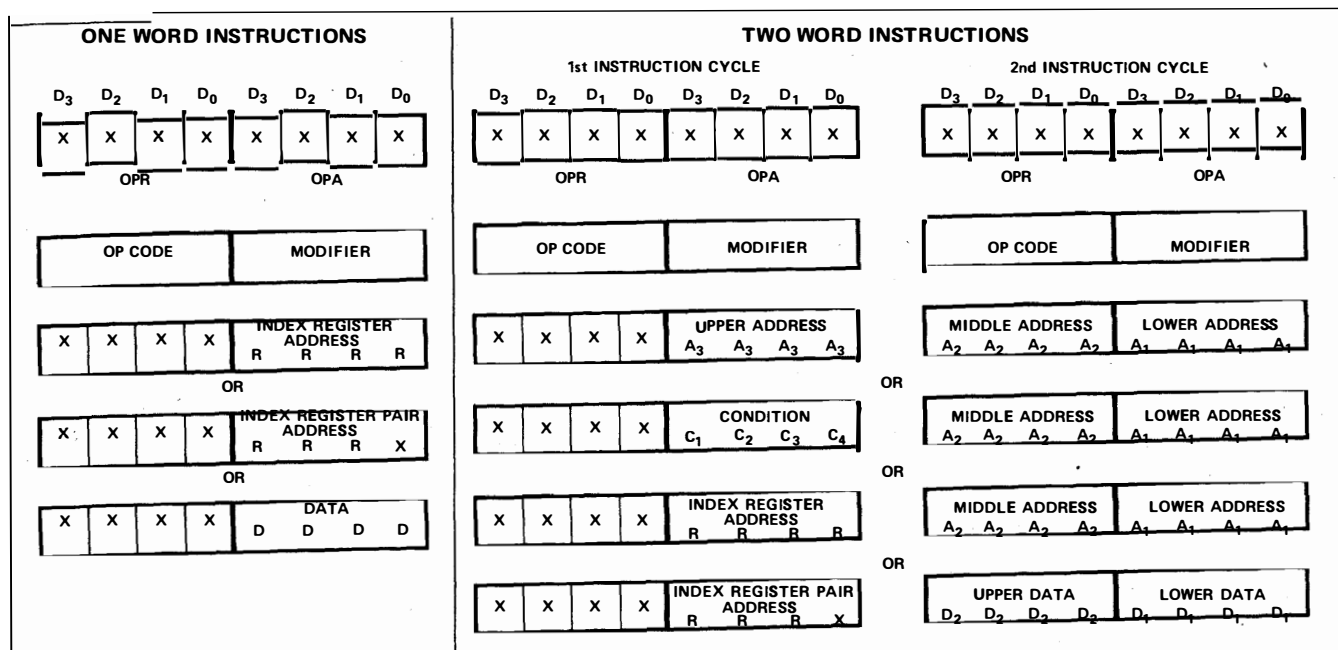 ONE WORD INSTRUCTIONS
D3 D2 D1 D0 D3 D2 D1 D0
X X X X X X X X
OPR OPA
OP CODE MODIFIER
X X X X INDEX REGISTER
ADDRESS
R R R R
OR
X X X X INDEX REGISTER PAIR
ADDRESS
R R R X
OR
X X X X DATA
D D D D
TWO WORD INSTRUCTIONS
1st INSTRUCTION CYCLE 2nd INSTRUCTION CYCLE
D3 D2 D1 D0 D3 D2 D1 D0 D3 D2 D1 D0 D3 D2 D1 D0
X X X X X X X X X X X X X X X X
OPR OPA OPR OPA
OP CODE MODIFIER OP CODE MODIFIER
X X X X UPPER ADDRESS MIDDLE ADDRESS LOWER ADDRESS
A3 A3 A3 A3 A2 A2 A2 A2 A1 A1 A1 A1
OR
X X X X CONDITION MIDDLE ADDRESS LOWER ADDRESS
C1 C2 C3 C4 A2 A2 A2 A2 A1 A1 A1 A1
OR
X X X X INDEX REGISTER MIDDLE ADDRESS LOWER ADDRESS
ADDRESS
R R R R A2 A2 A2 A2 A1 A1 A1 A1
OR
X X X X INDEX REGISTER PAIR UPPER DATA LOWER DATA
ADDRESS
R R R X D2 D2 D2 D2 D1 D1 D1 D1